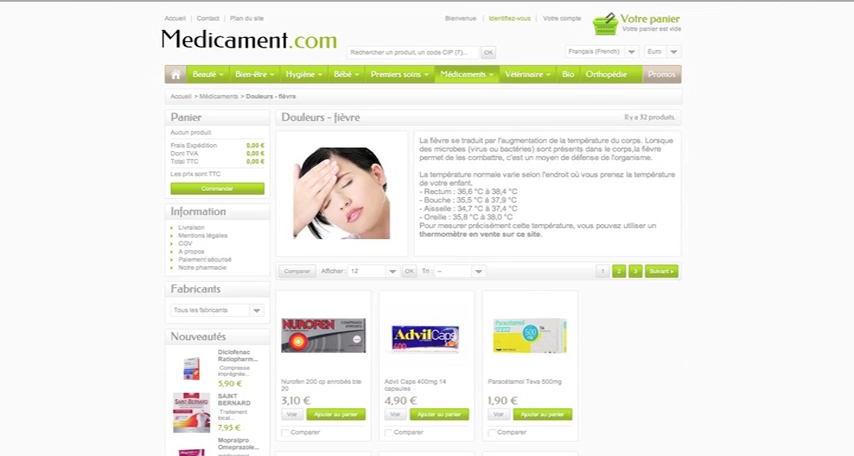 Accueil | Contact | Plan du site
Bienvenue | Identifiez-vous | Votre compte
Votre panier
Votre panier est vide
Medicament.com
Rechercher un produit, un code CIP (7)...
OK
Français (French)
Euro
Beauté
Bien-être
Hygiène
Bébé
Premiers soins
Médicaments
Vétérinaire
Bio
Orthopédie
Promos
Accueil > Médicaments > Douleurs - fièvre
Panier
Aucun produit
Frais Expédition 0,00 €
Dont TVA 0,00 €
Total TTC 0,00 €
Les prix sont TTC
Commander
Information
Livraison
Mentions légales
CGV
A propos
Paiement sécurisé
Notre pharmacie
Fabricants
Tous les fabricants
Nouveautés
Diclofenac
Ratiopharm...
Compresse
imprégnée...
5,90 €
SAINT
BERNARD
Traitement
local...
7,95 €
Mopralpro
Omeprazole...
Douleurs - fièvre
Il y a 32 produits.
La fièvre se traduit par l'augmentation de la température du corps. Lorsque
des microbes (virus ou bactéries) sont présents dans le corps,la fièvre
permet de les combattre, c'est un moyen de défense de l'organisme.
La température normale varie selon l'endroit où vous prenez la température
de votre enfant.
- Rectum : 36,6 °C à 38,4 °C
- Bouche : 35,5 °C à 37,9 °C
- Aisselle : 34,7 °C à 37,4 °C
- Oreille : 35,8 °C à 38,0 °C
Pour mesurer précisément cette température, vous pouvez utiliser un
thermomètre en vente sur ce site.
Comparer
Afficher : 12
OK
Tri : --
1 2 3 Suivant »
NUROFEN
Nurofen 200 cp enrobés bte
20
3,10 €
Voir
Ajouter au panier
Comparer
AdvilCaps
400
Advil Caps 400mg 14
capsules
4,90 €
Voir
Ajouter au panier
Comparer
Paracétamol
500
Paracétamol Teva 500mg
1,90 €
Voir
Ajouter au panier
Comparer